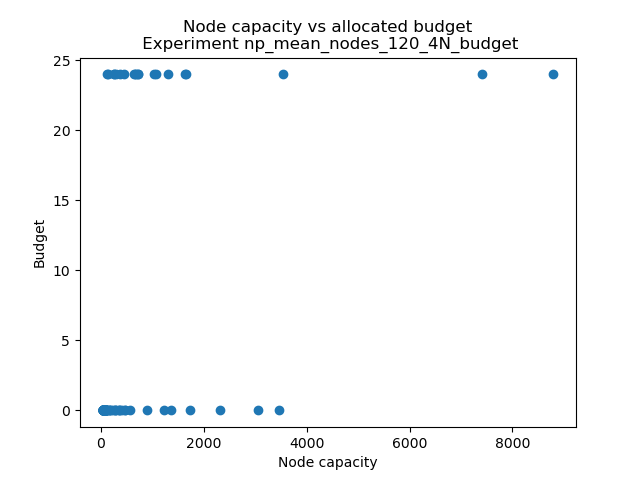 Node capacity vs allocated budget
Experiment np_mean_nodes_120_4N_budget
25
20
15
10
5
0
Budget
0 2000 4000 6000 8000
Node capacity